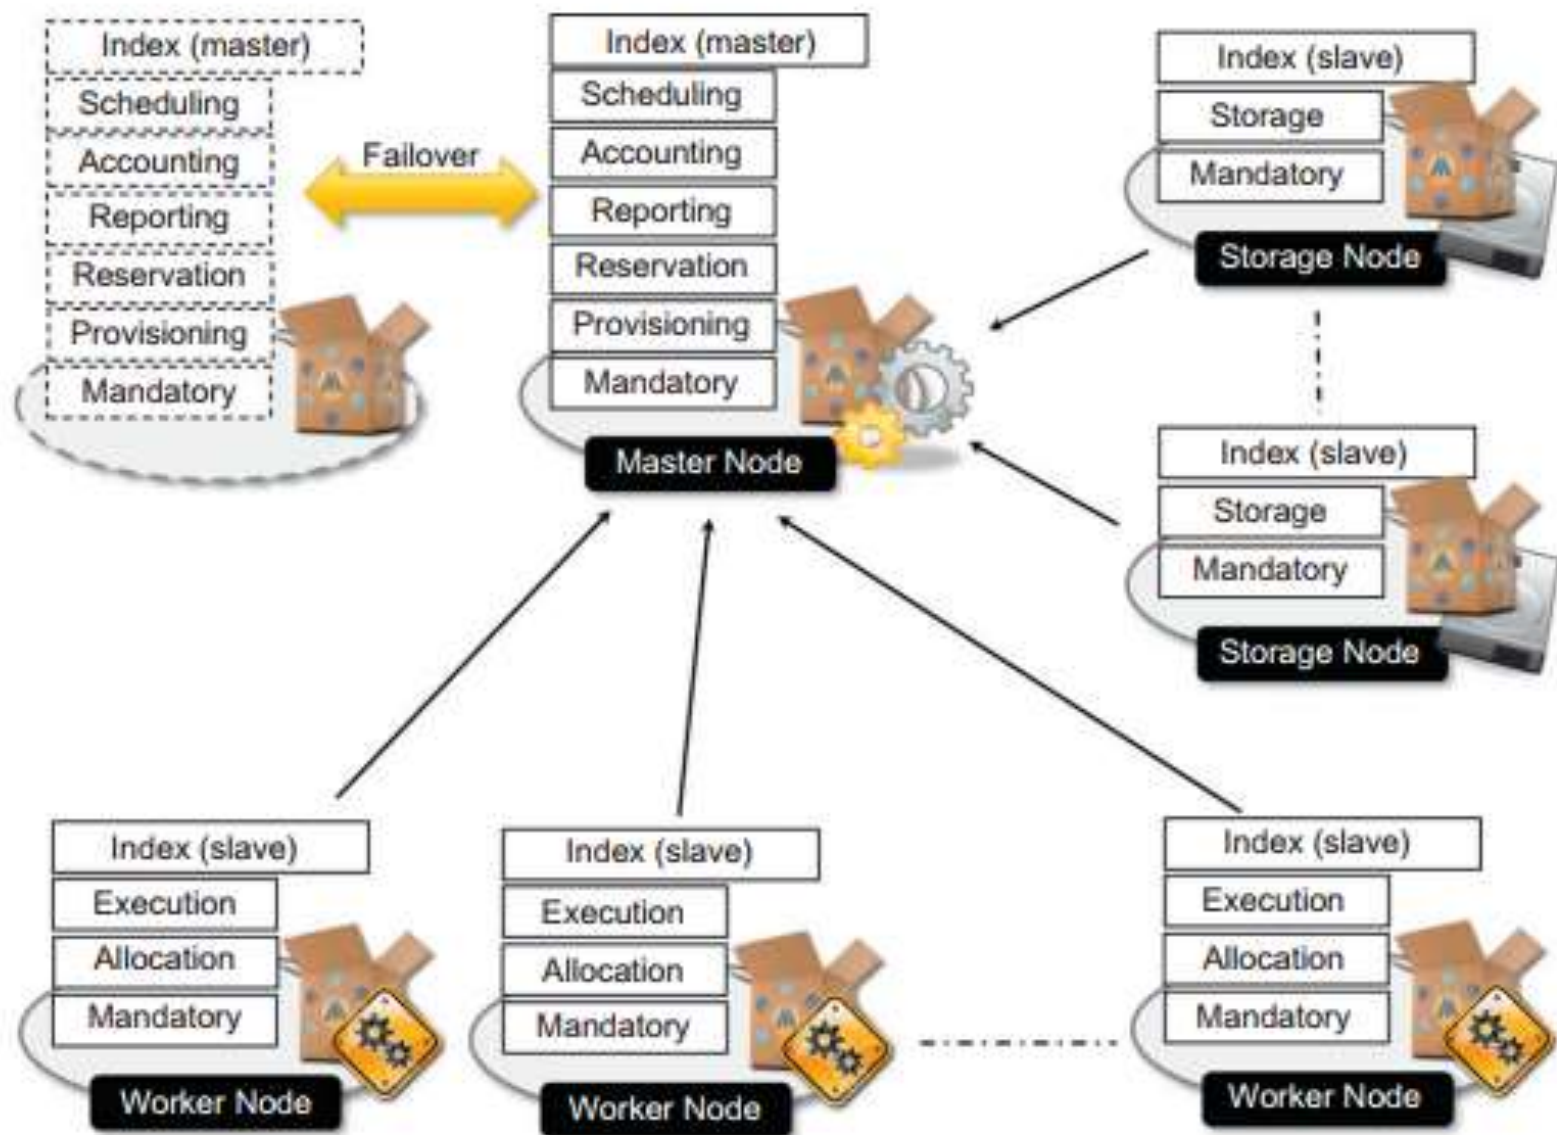 Index (master)
Scheduling
Accounting
Reporting
Reservation
Provisioning
Mandatory
Failover
Index (master)
Scheduling
Accounting
Reporting
Reservation
Provisioning
Mandatory
Master Node
Index (slave)
Storage
Mandatory
Storage Node
Index (slave)
Storage
Mandatory
Storage Node
Index (slave)
Execution
Allocation
Mandatory
Worker Node
Index (slave)
Execution
Allocation
Mandatory
Worker Node
Index (slave)
Execution
Allocation
Mandatory
Worker Node